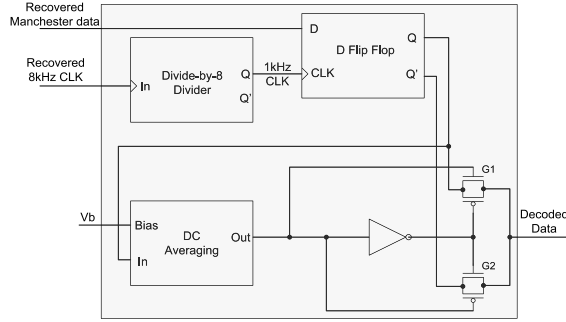 Recovered
Manchester data
Recovered
8kHz CLK
In
Divide-by-8
Divider
Q
Q'
1kHz
CLK
D
D Flip Flop
CLK
Q
Q'
Vb
Bias
In
DC
Averaging
Out
G1
G2
Decoded
Data